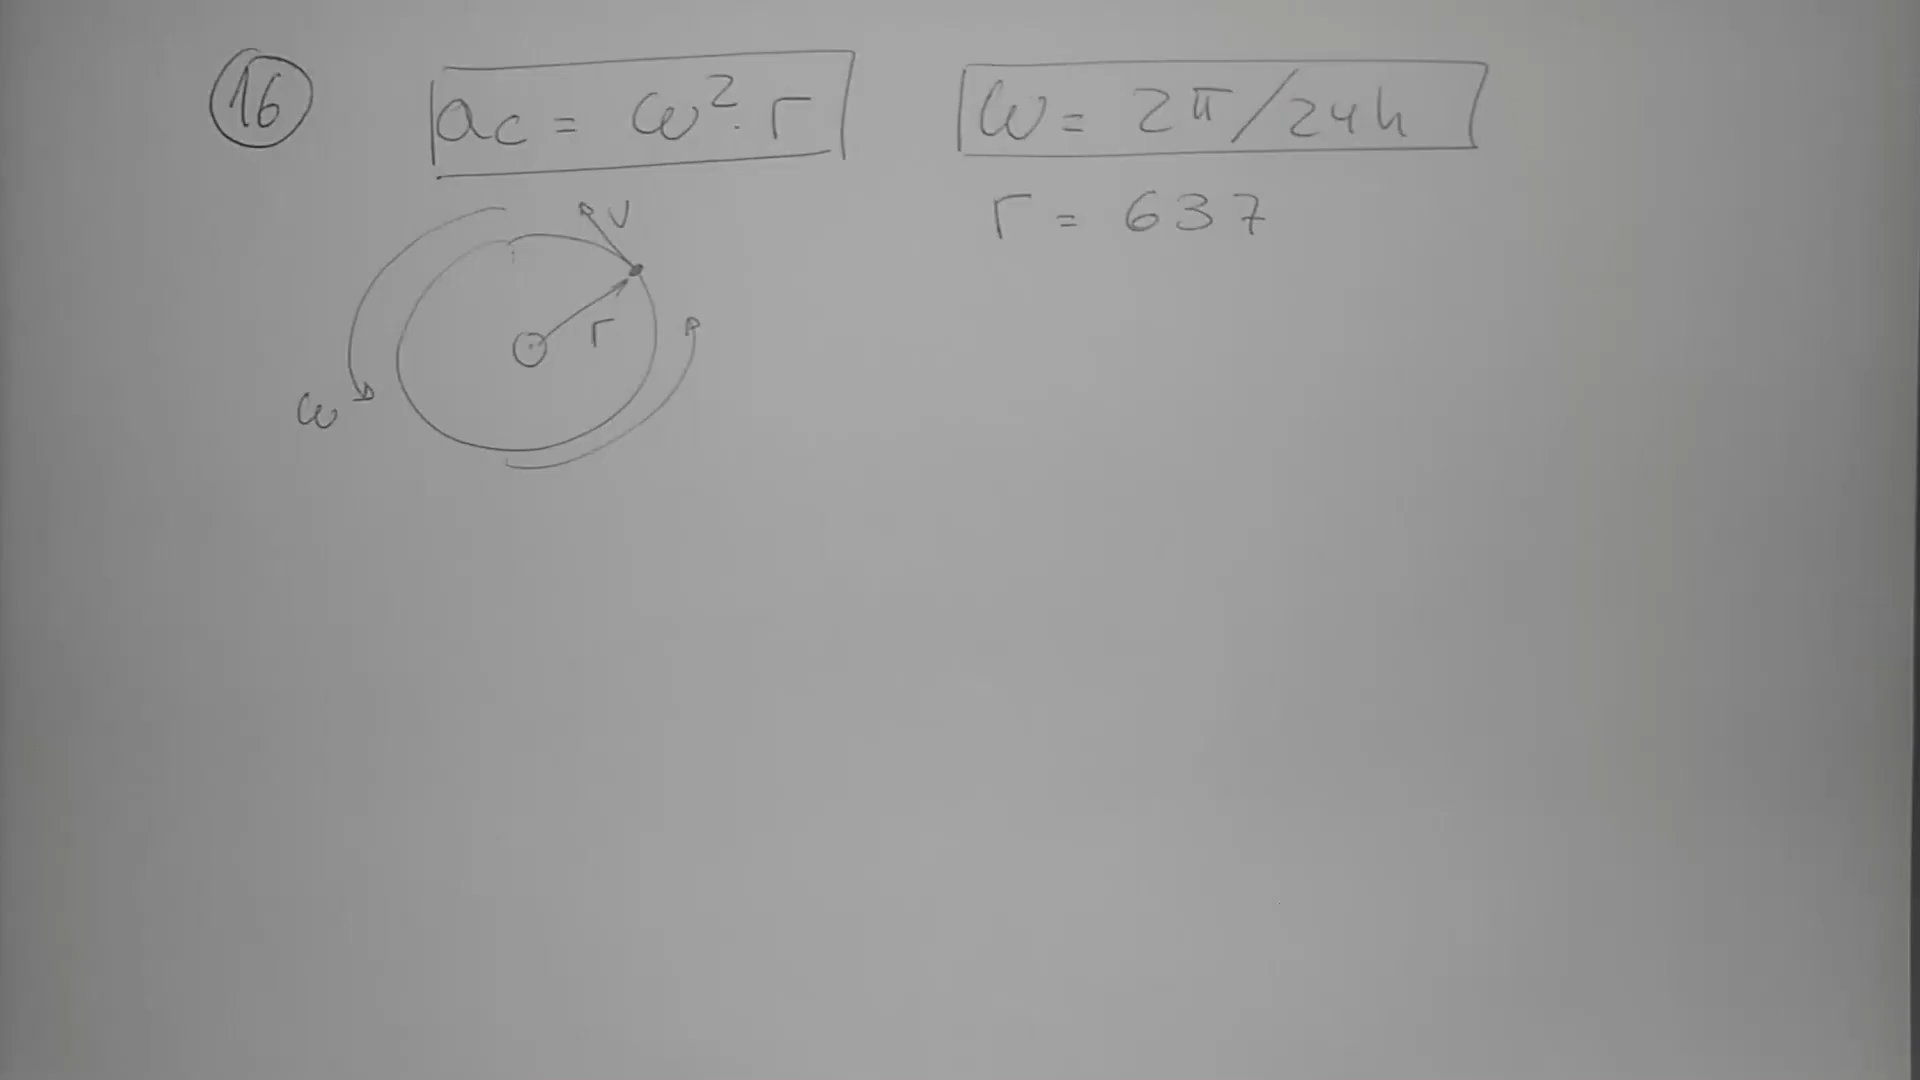 16
ac = ω²·r
ω = 2π/24h
r = 637
v
r
ω